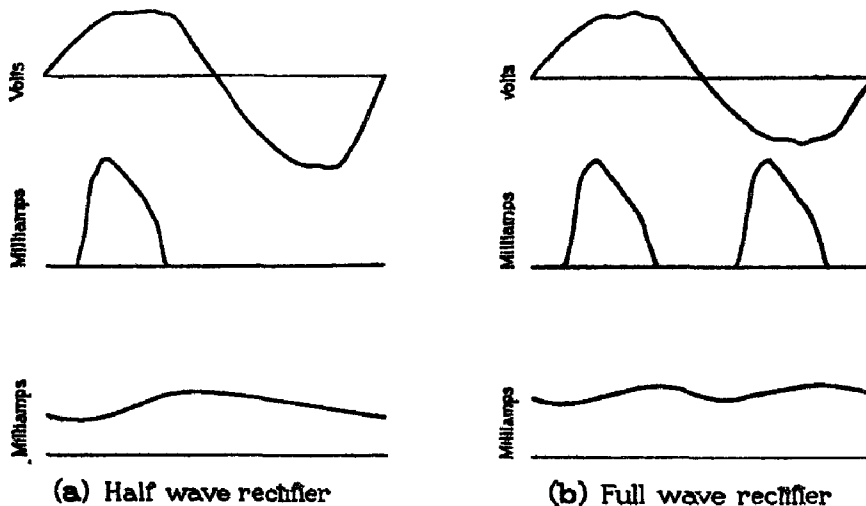 Volts
Milliamps
Milliamps
(a) Half wave rectifier
Volts
Milliamps
Milliamps
(b) Full wave rectifier